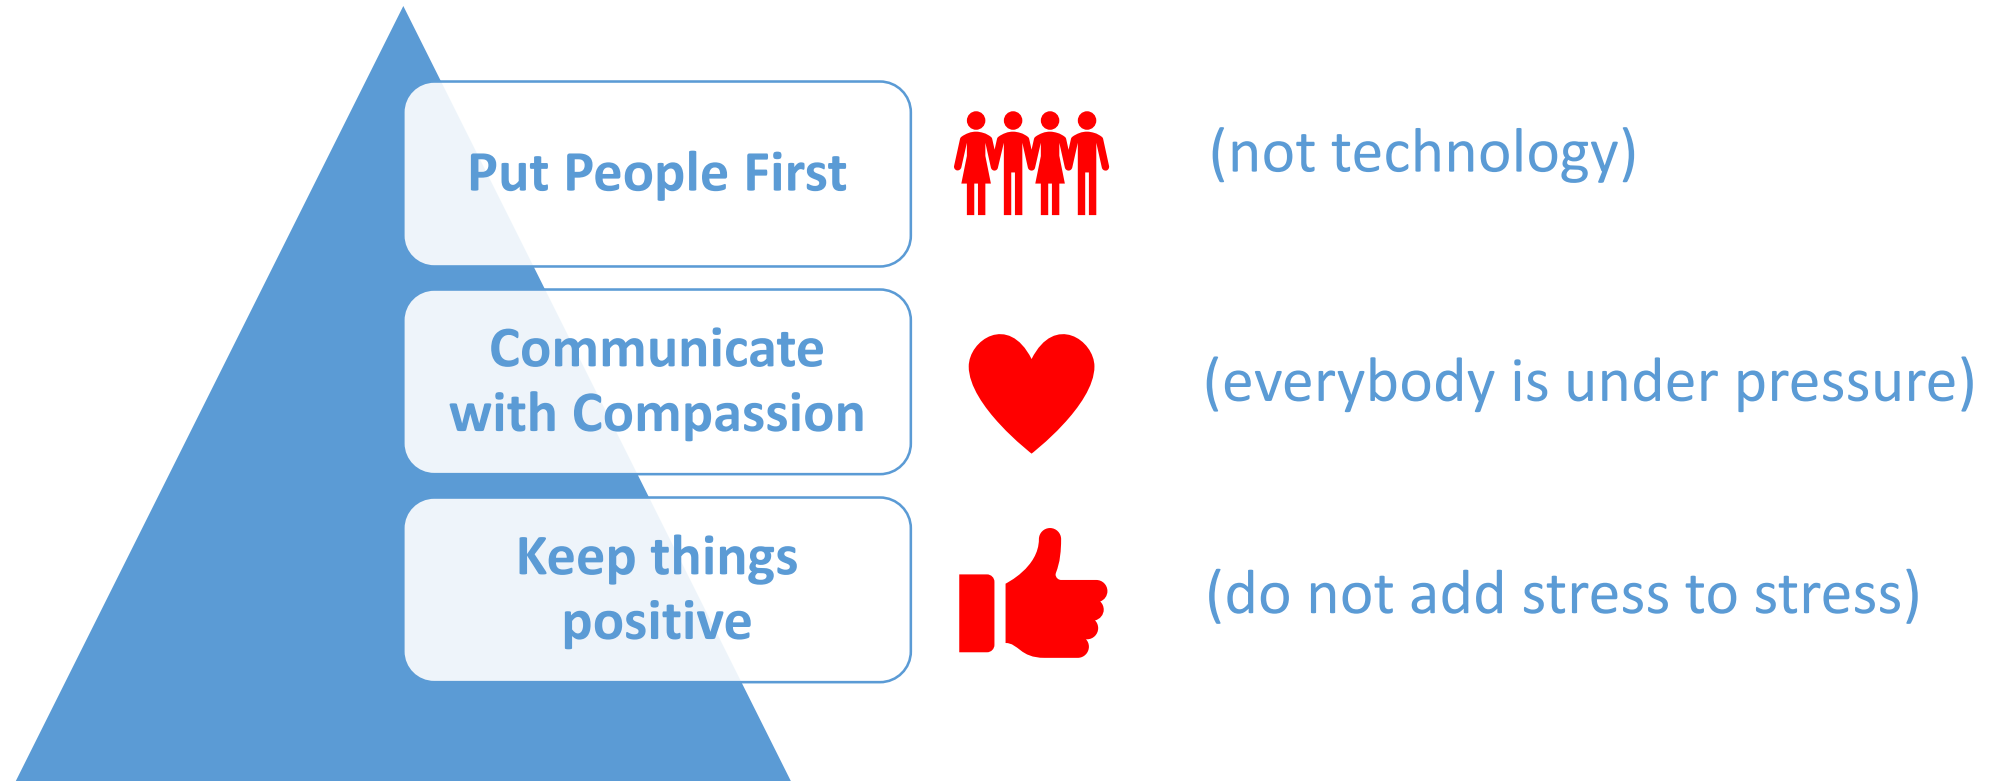 Put People First
(not technology)
Communicate
with Compassion
(everybody is under pressure)
Keep things
positive
(do not add stress to stress)